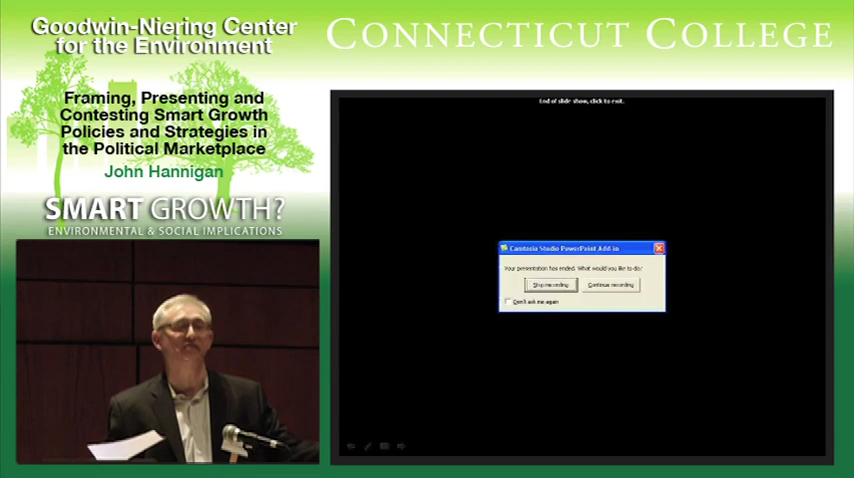 Goodwin-Niering Center
for the Environment
CONNECTICUT COLLEGE
Framing, Presenting and
Contesting Smart Growth
Policies and Strategies in
the Political Marketplace
John Hannigan
SMART GROWTH?
ENVIRONMENTAL & SOCIAL IMPLICATIONS
End of slide show, click to exit.
Camtasia Studio PowerPoint Add-in
Your presentation has ended. What would you like to do?
Stop recording
Continue recording
Don't ask me again